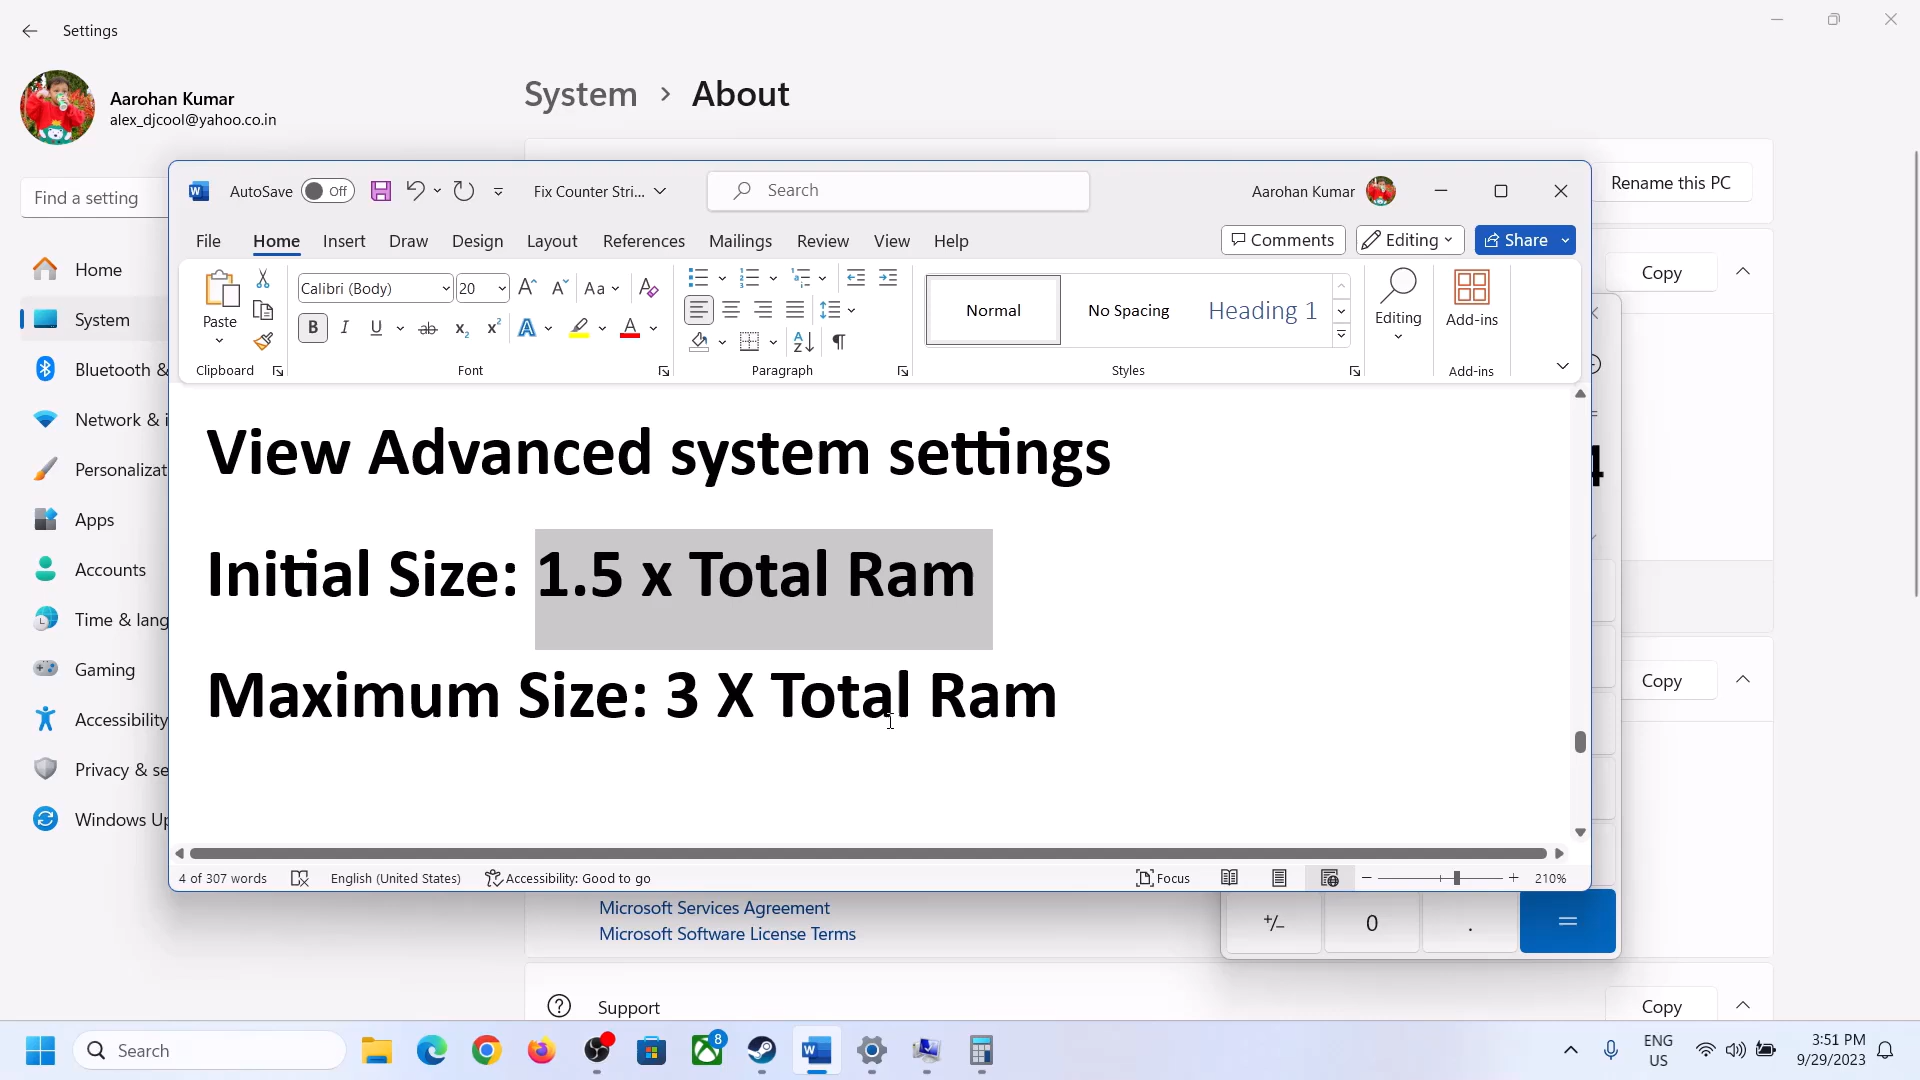 Settings
Aarohan Kumar
alex_djcool@yahoo.co.in
System > About
Find a setting
Rename this PC
Home
System
Bluetooth &
Network & i
Personalizat
Apps
Accounts
Time & lang
Gaming
Accessibility
Privacy & se
Windows Up
AutoSave Off
Fix Counter Stri...
Search
Aarohan Kumar
File Home Insert Draw Design Layout References Mailings Review View Help
Comments Editing Share
Paste
Calibri (Body) 20
Normal
No Spacing
Heading 1
Editing
Add-ins
Clipboard Font Paragraph Styles Add-ins
Copy
View Advanced system settings
Initial Size: 1.5 x Total Ram
Maximum Size: 3 X Total Ram
Copy
4 of 307 words English (United States) Accessibility: Good to go Focus 210%
Microsoft Services Agreement
Microsoft Software License Terms
+/- 0 . =
Support
Copy
Search
8
ENG
US
3:51 PM
9/29/2023